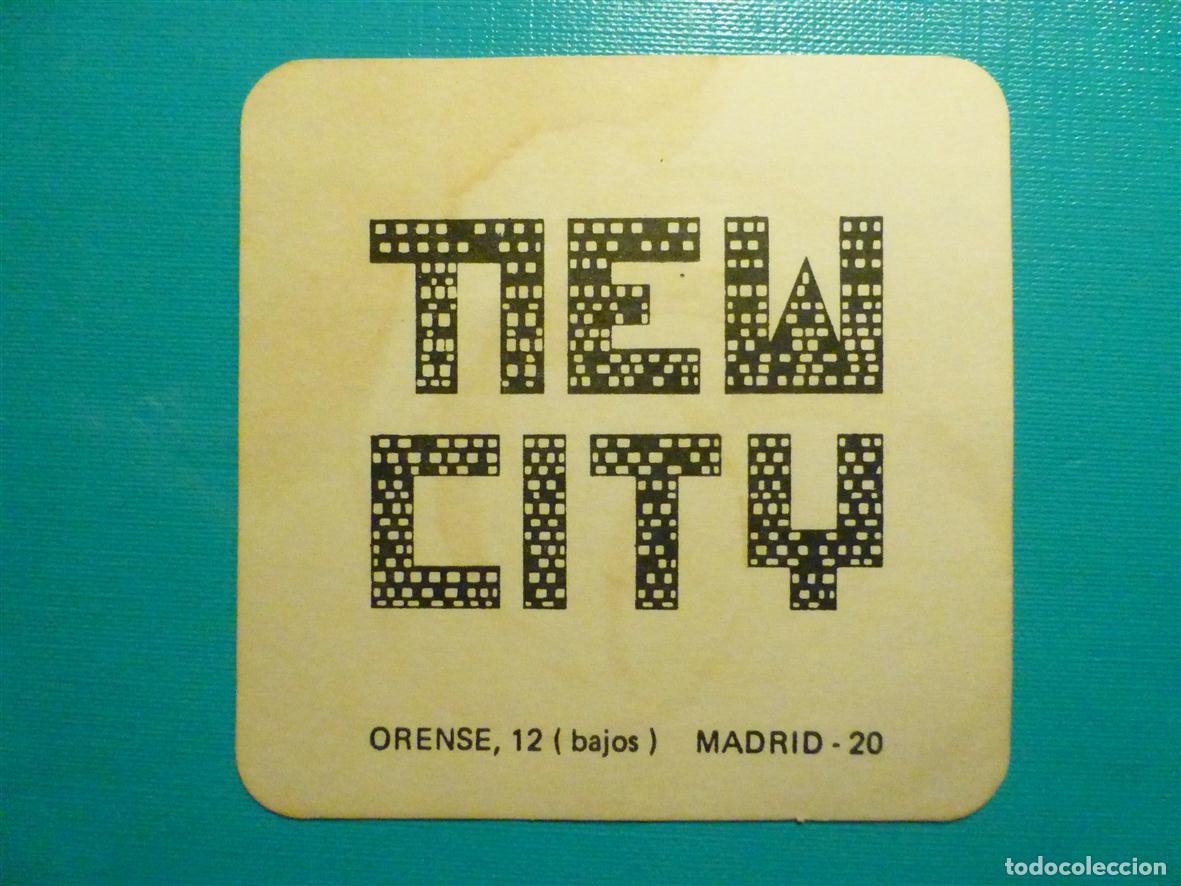 NEW
CITY
ORENSE, 12 ( bajos ) MADRID - 20
todocoleccion